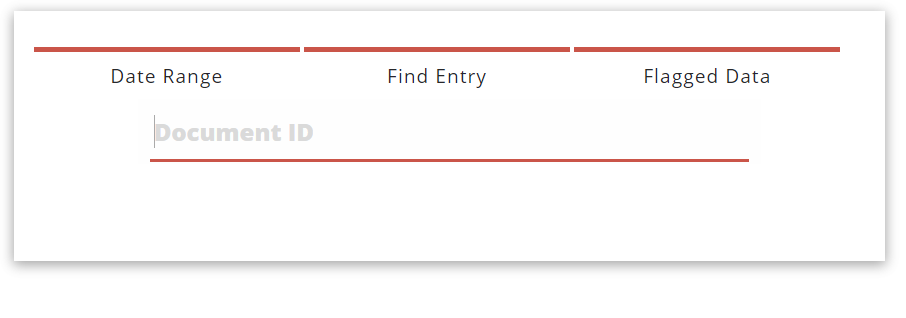 Date Range Find Entry Flagged Data
Document ID